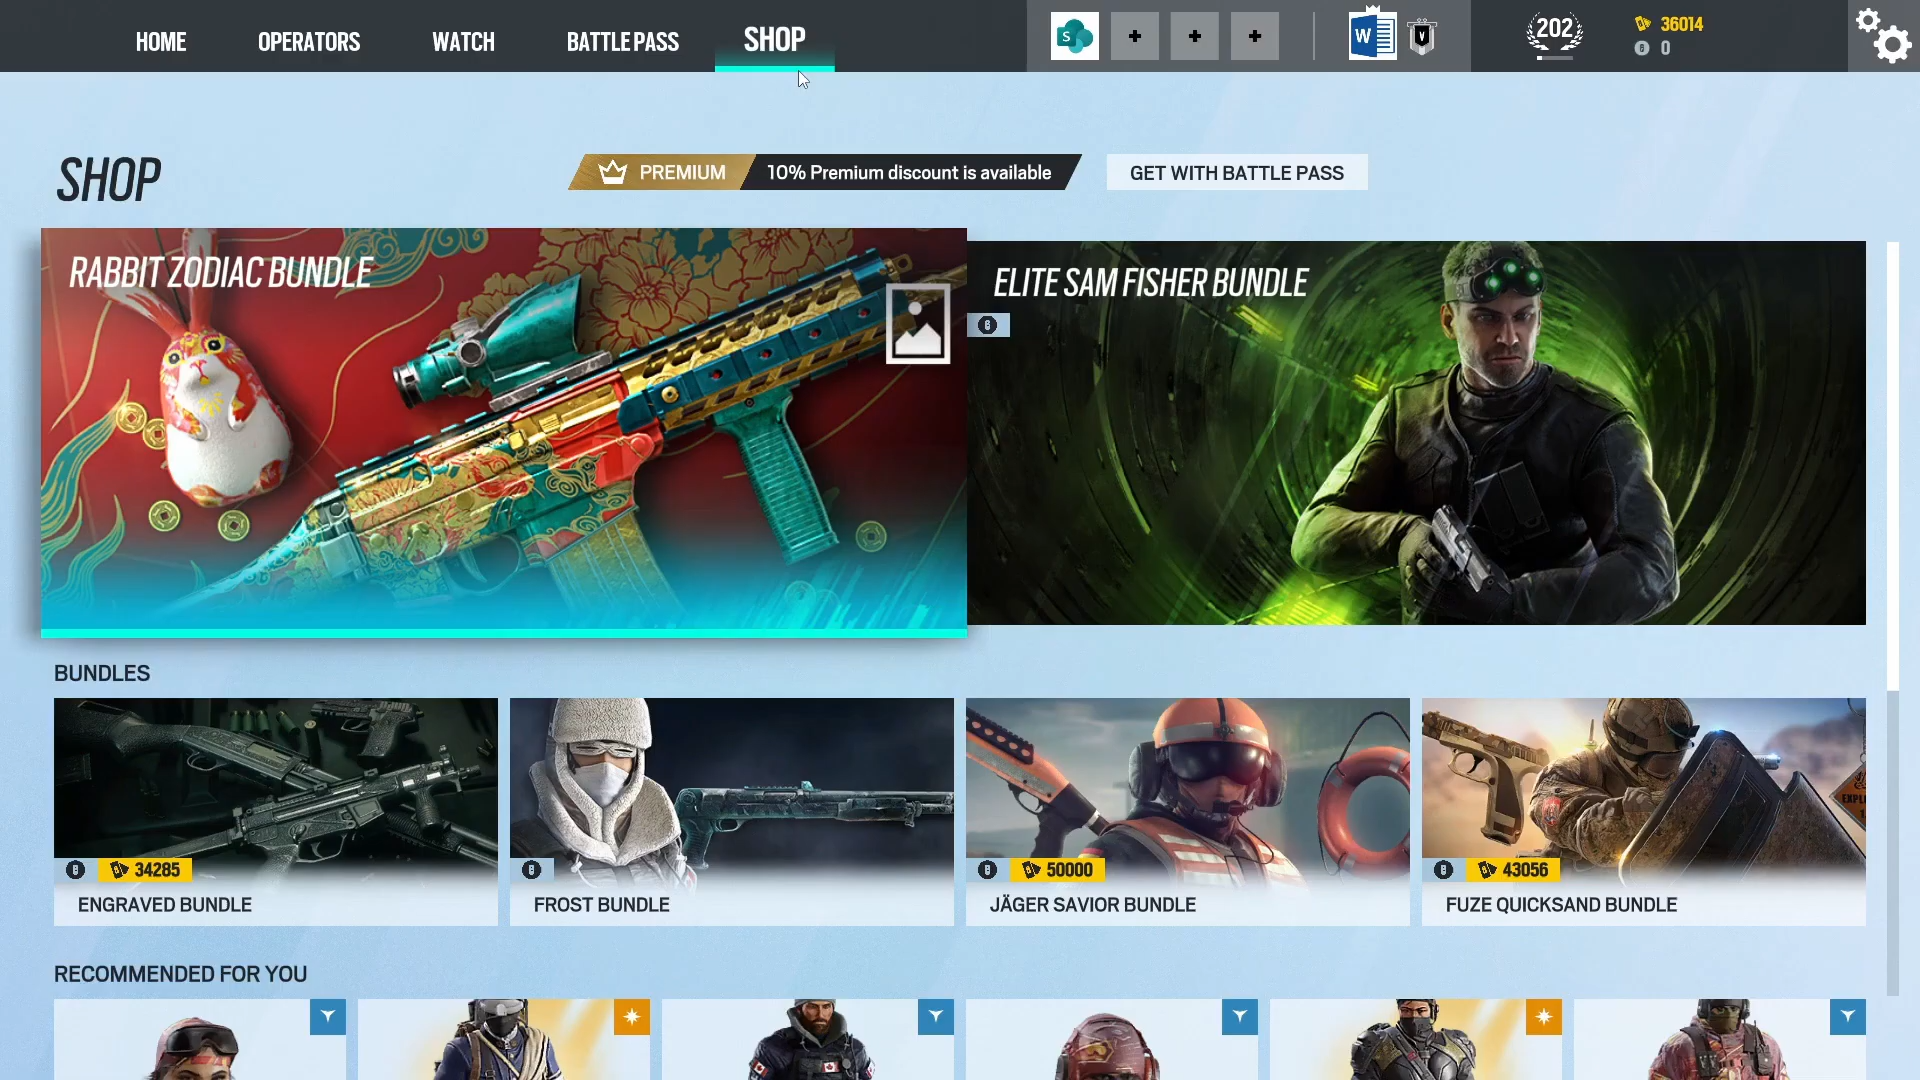 HOME OPERATORS WATCH BATTLE PASS SHOP
S
W
V
202
36014
0
SHOP
PREMIUM 10% Premium discount is available
GET WITH BATTLE PASS
RABBIT ZODIAC BUNDLE
ELITE SAM FISHER BUNDLE
BUNDLES
34285
ENGRAVED BUNDLE
FROST BUNDLE
50000
JÄGER SAVIOR BUNDLE
43056
FUZE QUICKSAND BUNDLE
RECOMMENDED FOR YOU